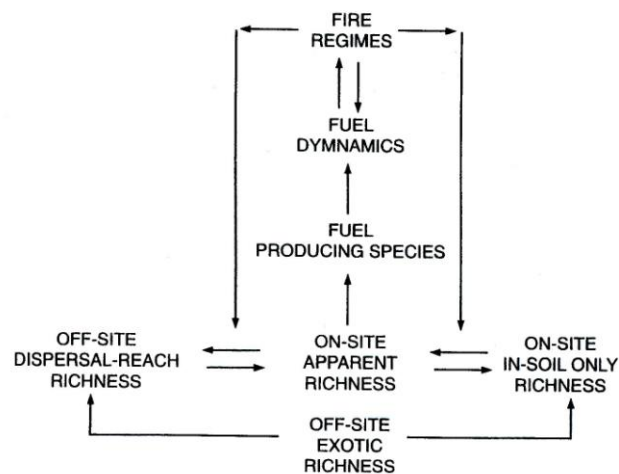 FIRE
REGIMES
FUEL
DYMNAMICS
FUEL
PRODUCING SPECIES
OFF-SITE
DISPERSAL-REACH
RICHNESS
ON-SITE
APPARENT
RICHNESS
ON-SITE
IN-SOIL ONLY
RICHNESS
OFF-SITE
EXOTIC
RICHNESS